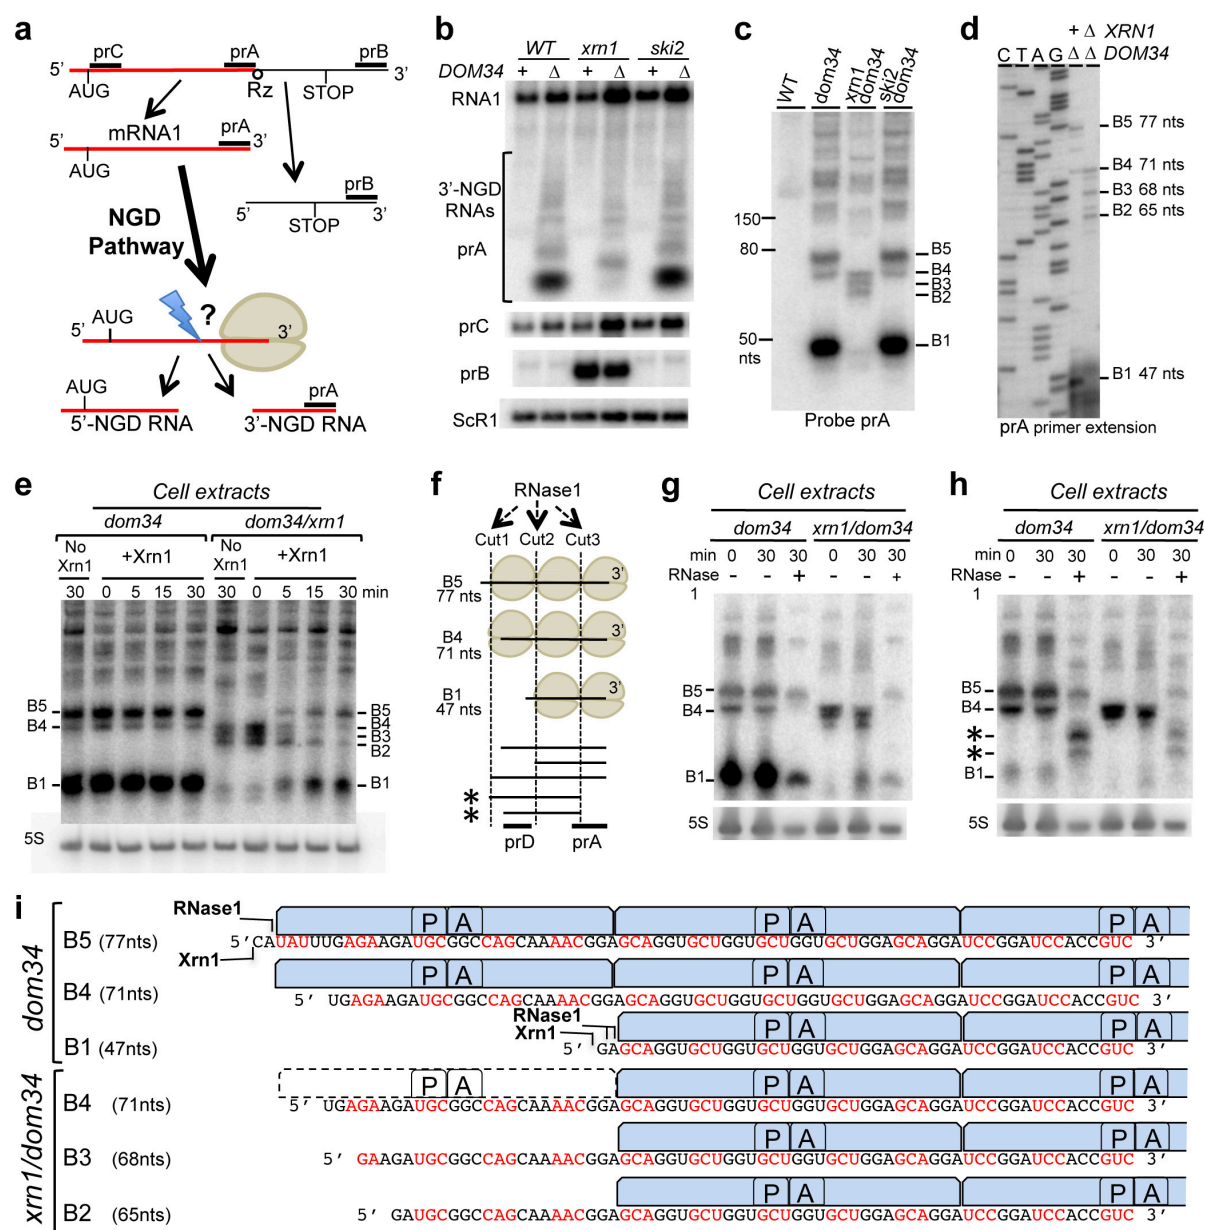 a
prC
prA
prB
5'
3'
AUG
Rz
STOP
mRNA1
prA
5'
3'
AUG
prB
5'
3'
STOP
NGD
Pathway
?
5'
AUG
3'
AUG
prA
5'-NGD RNA
3'-NGD RNA
b
WT xrn1 ski2
DOM34 + Δ + Δ + Δ
RNA1
3'-NGD
RNAs
prA
prC
prB
ScR1
c
WT
dom34
xrn1 dom34
ski2 dom34
150
80
50
nts
B5
B4
B3
B2
B1
Probe prA
d
+ Δ XRN1
C T A G Δ Δ DOM34
B5 77 nts
B4 71 nts
B3 68 nts
B2 65 nts
B1 47 nts
prA primer extension
e
Cell extracts
dom34 dom34/xrn1
No Xrn1 +Xrn1 No Xrn1 +Xrn1
30 0 5 15 30 30 0 5 15 30 min
B5
B4
B1
B5
B4
B3
B2
B1
5S
f
RNase1
Cut1 Cut2 Cut3
B5
77 nts
3'
B4
71 nts
3'
B1
47 nts
3'
*
*
prD prA
g
Cell extracts
dom34 xrn1/dom34
min 0 30 30 0 30 30
RNase - - + - - +
1
B5
B4
B1
5S
h
Cell extracts
dom34 xrn1/dom34
min 0 30 30 0 30 30
RNase - - + - - +
1
B5
B4
*
*
B1
5S
i
dom34
RNase1
P A P A P A
B5 (77nts) 5'CAUAUUUGAGAAGAUGCGGCCAGCAAAACGGAGCAGGUGCUGGUGCUGGUGCUGGAGCAGGAUCCGGAUCCACCGUC 3'
Xrn1
P A P A P A
B4 (71nts) 5' UGAGAAGAUGCGGCCAGCAAAACGGAGCAGGUGCUGGUGCUGGUGCUGGAGCAGGAUCCGGAUCCACCGUC 3'
RNase1
Xrn1
P A P A
B1 (47nts) 5' GAGCAGGUGCUGGUGCUGGUGCUGGAGCAGGAUCCGGAUCCACCGUC 3'
xrn1/dom34
P A P A P A
B4 (71nts) 5' UGAGAAGAUGCGGCCAGCAAAACGGAGCAGGUGCUGGUGCUGGUGCUGGAGCAGGAUCCGGAUCCACCGUC 3'
P A P A
B3 (68nts) 5' GAAGAUGCGGCCAGCAAAACGGAGCAGGUGCUGGUGCUGGUGCUGGAGCAGGAUCCGGAUCCACCGUC 3'
P A P A
B2 (65nts) 5' GAUGCGGCCAGCAAAACGGAGCAGGUGCUGGUGCUGGUGCUGGAGCAGGAUCCGGAUCCACCGUC 3'